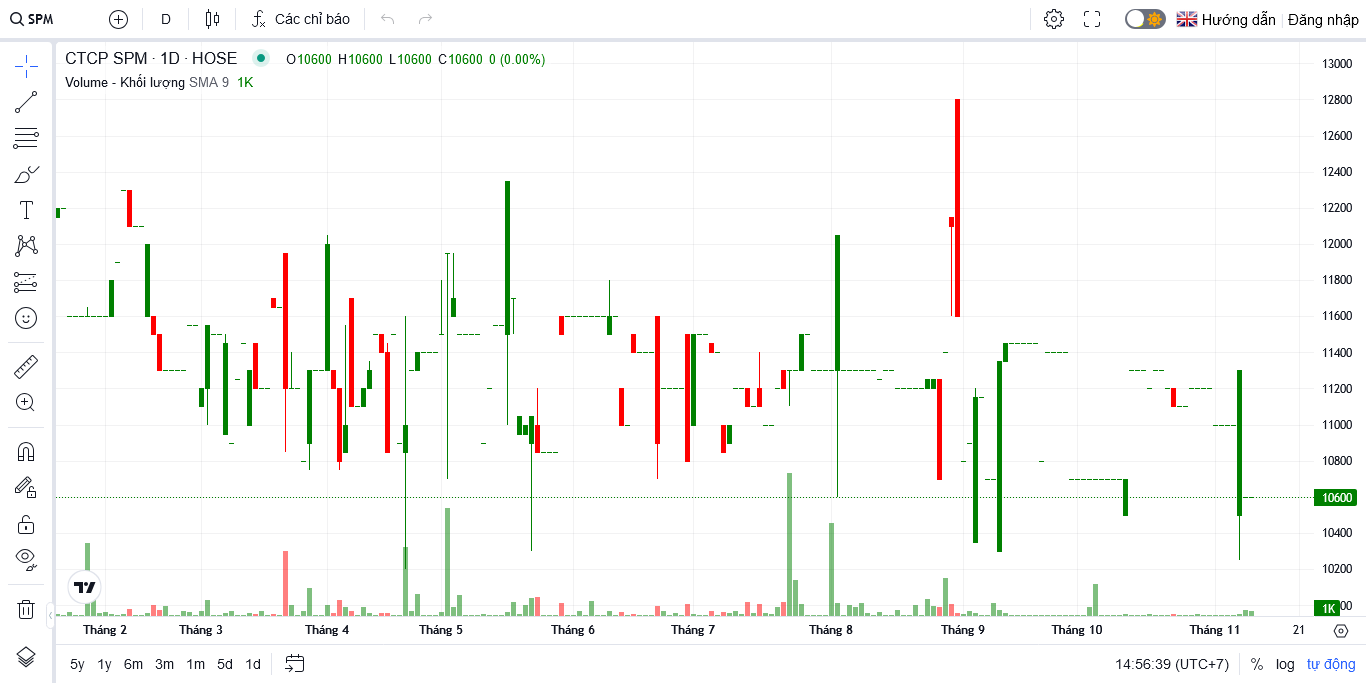 SPM D Các chỉ báo Hướng dẫn Đăng nhập
CTCP SPM · 1D · HOSE O10600 H10600 L10600 C10600 0 (0.00%)
Volume - Khối lượng SMA 9 1K
13000
12800
12600
12400
12200
12000
11800
11600
11400
11200
11000
10800
10600
10400
10200
1K
Tháng 2 Tháng 3 Tháng 4 Tháng 5 Tháng 6 Tháng 7 Tháng 8 Tháng 9 Tháng 10 Tháng 11 21
5y 1y 6m 3m 1m 5d 1d 14:56:39 (UTC+7) % log tự động